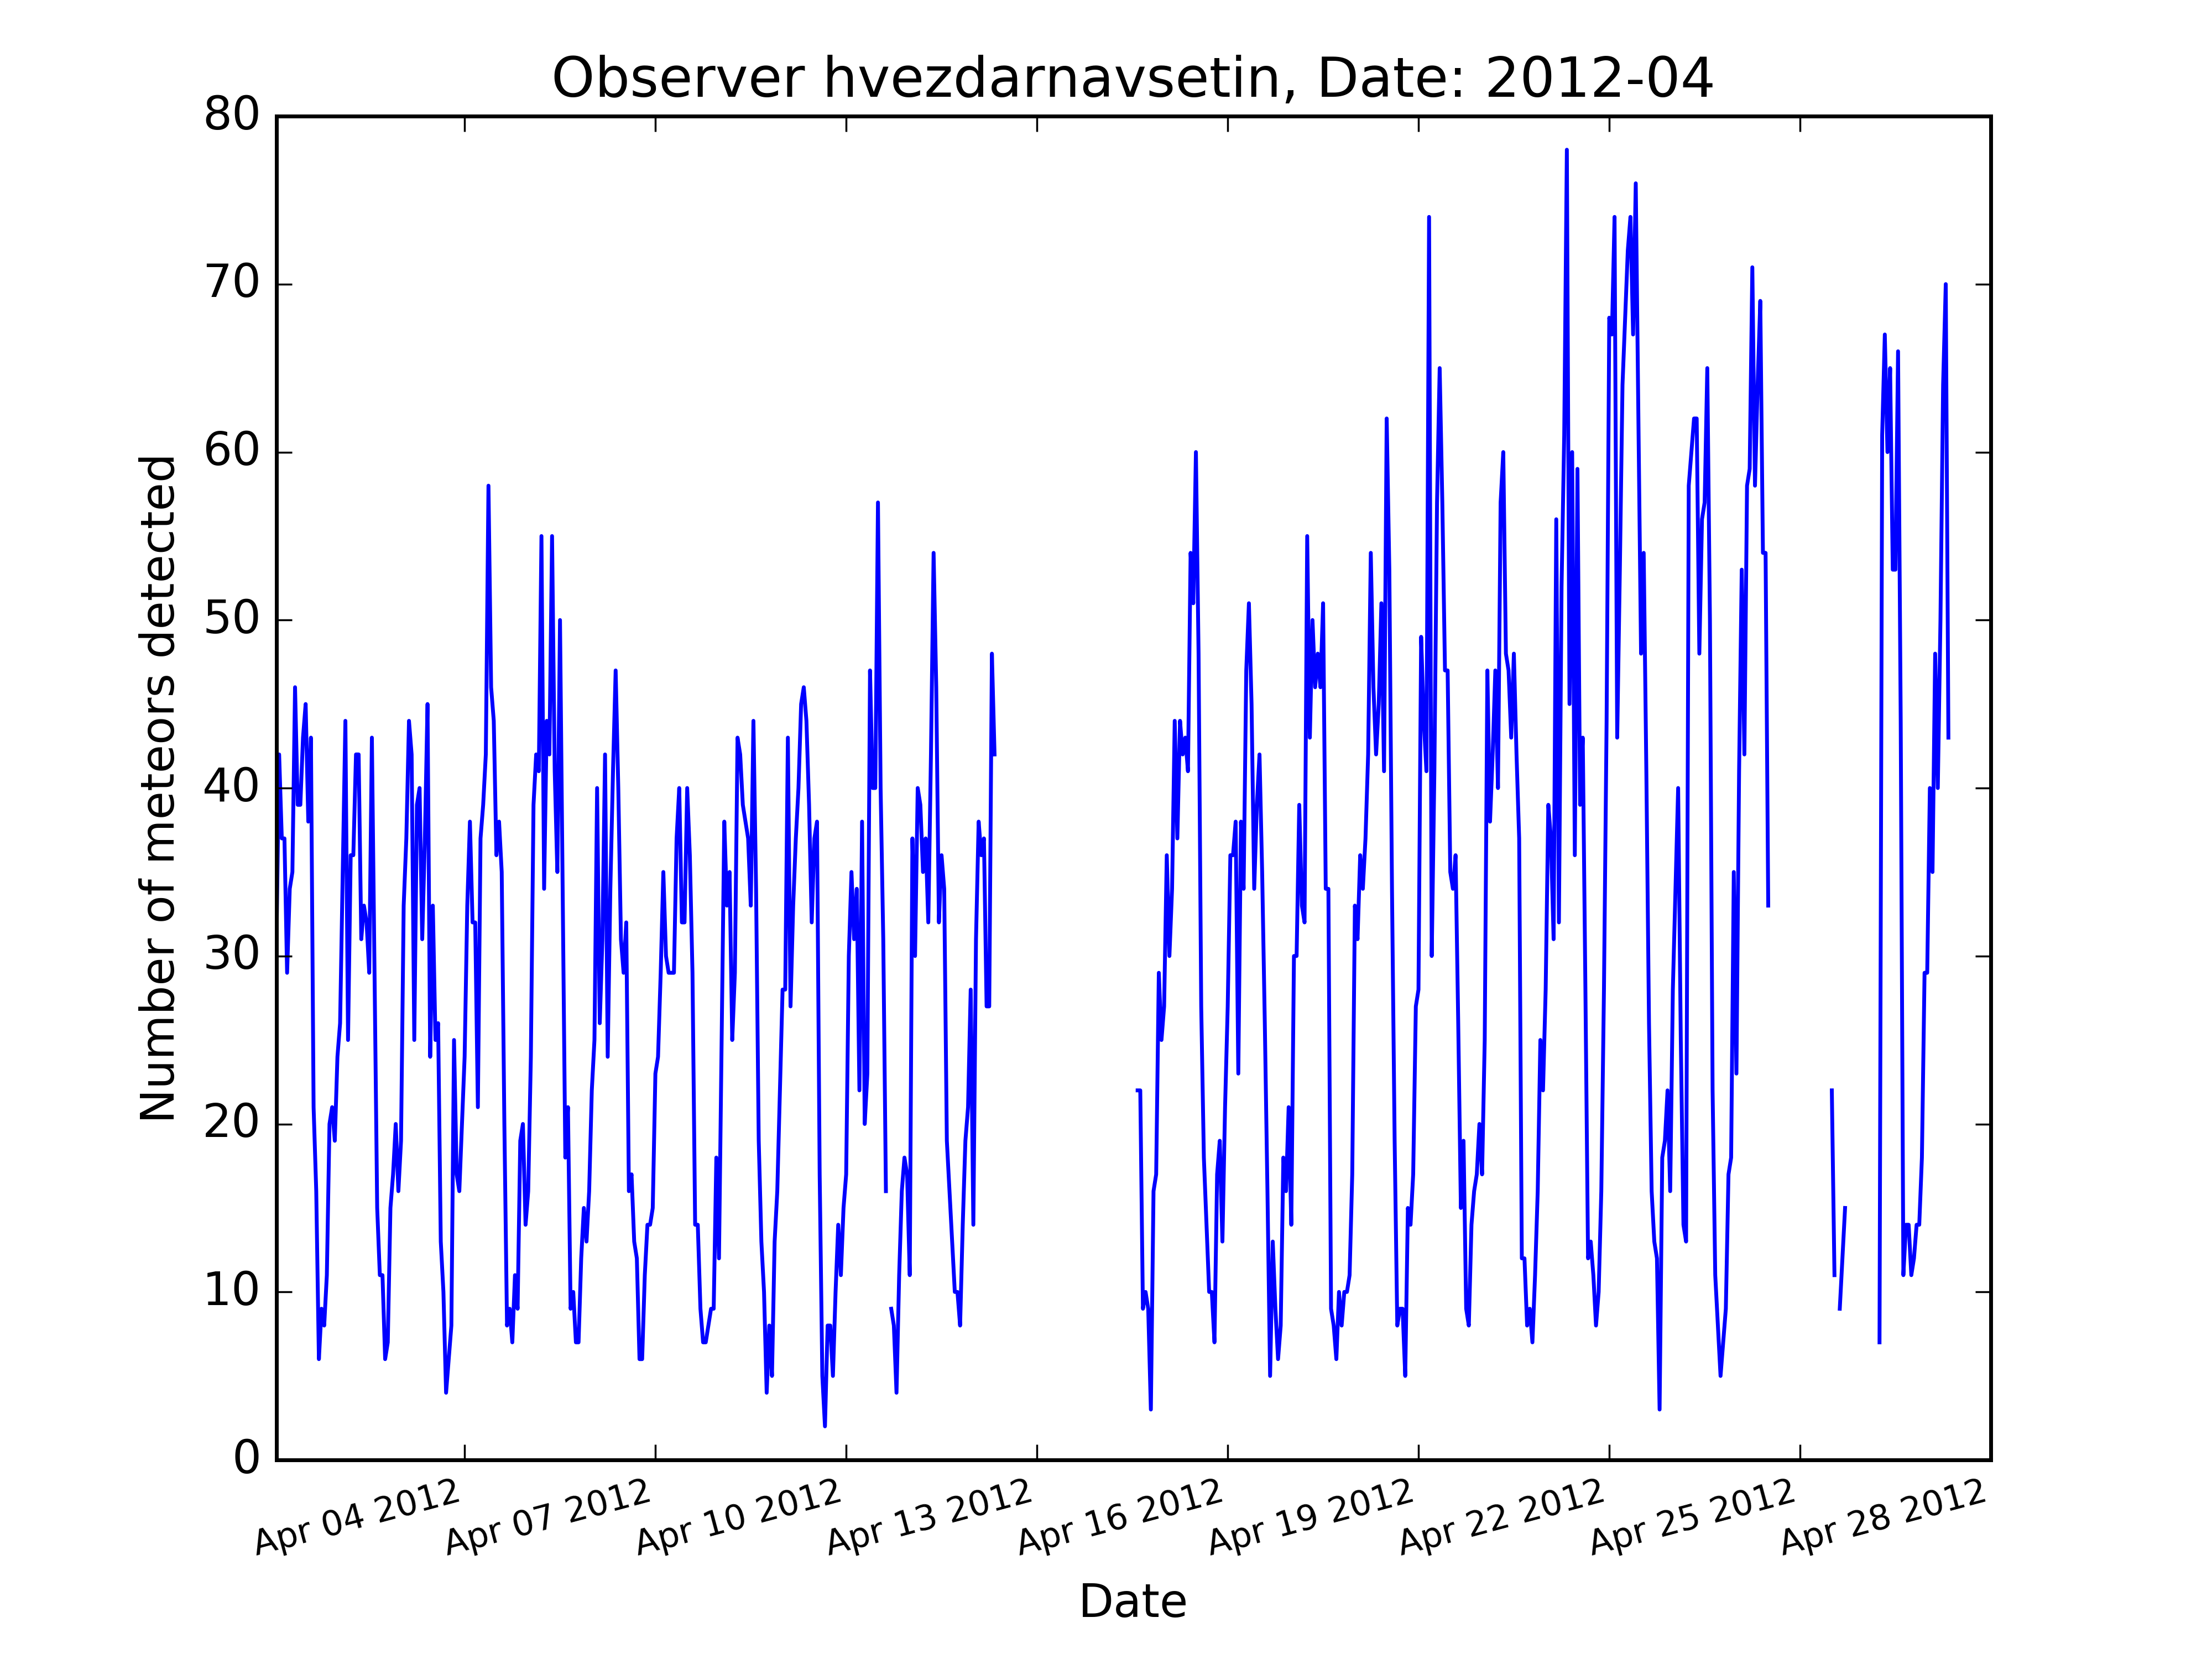 Observer hvezdarnavsetin, Date: 2012-04
80
70
60
50
40
30
20
10
0
Number of meteors detected
Apr 04 2012
Apr 07 2012
Apr 10 2012
Apr 13 2012
Apr 16 2012
Apr 19 2012
Apr 22 2012
Apr 25 2012
Apr 28 2012
Date